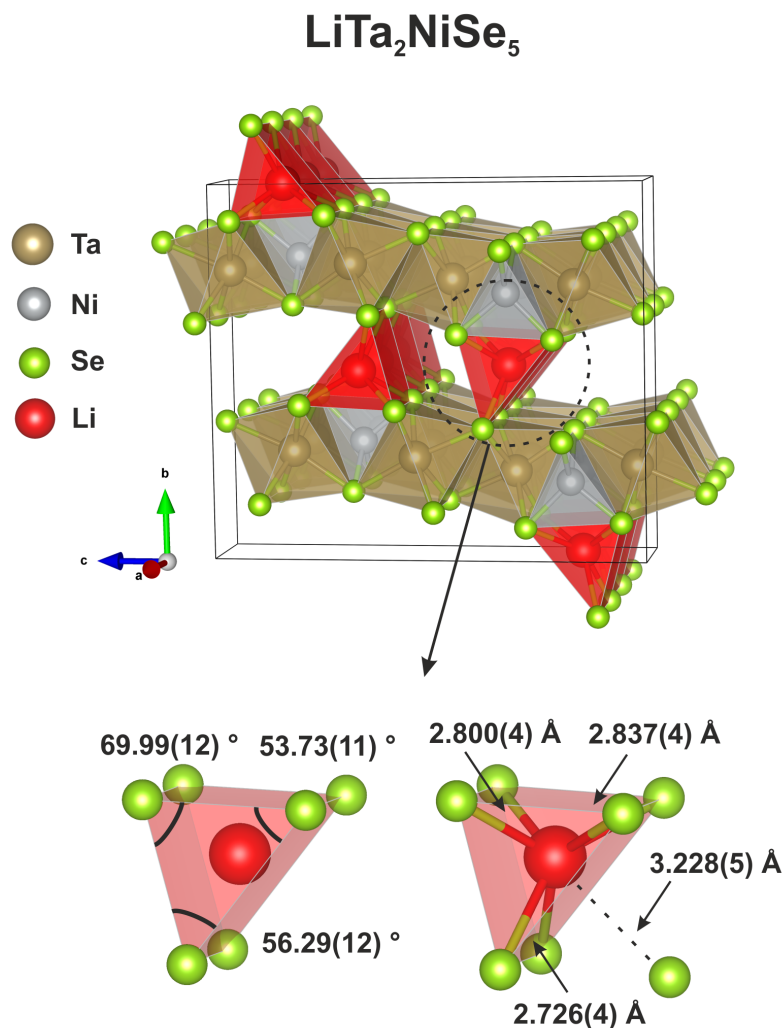 LiTa₂NiSe₅
Ta
Ni
Se
Li
b
c
a
69.99(12) °
53.73(11) °
2.800(4) Å
2.837(4) Å
3.228(5) Å
56.29(12) °
2.726(4) Å